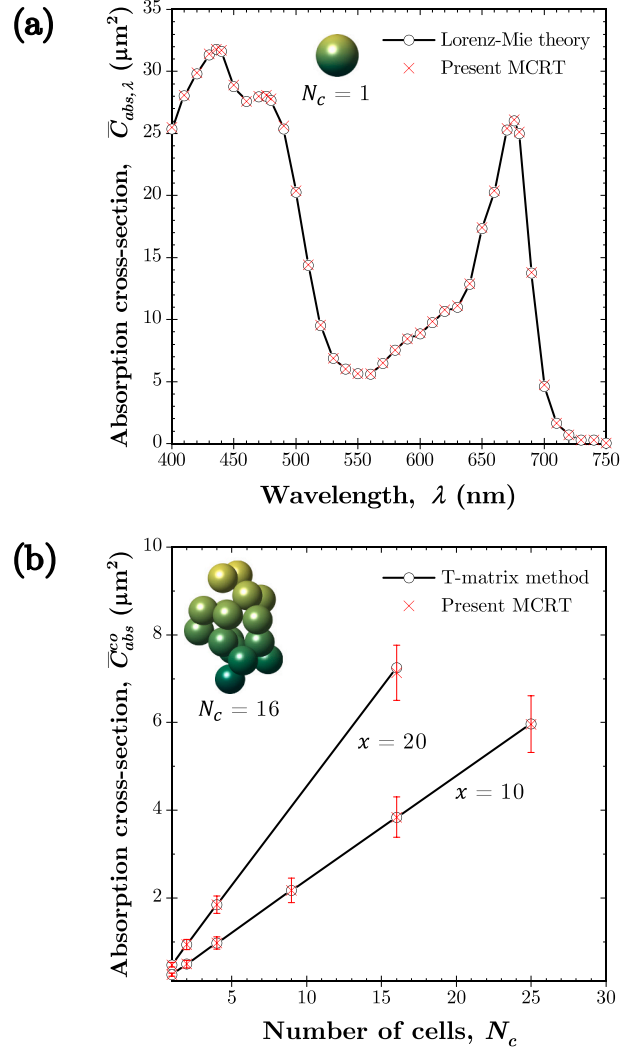 (a)
Absorption cross-section, C̅abs,λ (µm²)
35
30
25
20
15
10
5
0
Lorenz-Mie theory
Present MCRT
Nc = 1
400 450 500 550 600 650 700 750
Wavelength, λ (nm)
(b)
Absorption cross-section, C̅abs^co (µm²)
10
8
6
4
2
T-matrix method
Present MCRT
Nc = 16
x = 20
x = 10
5 10 15 20 25 30
Number of cells, Nc